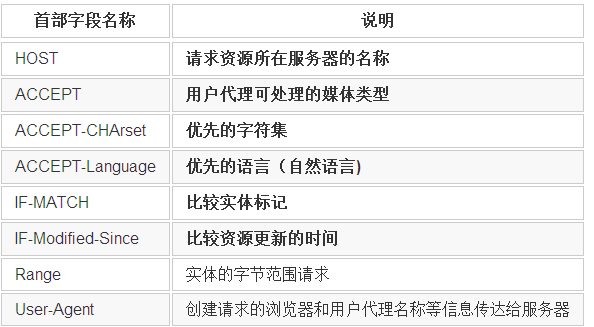 首部字段名称 说明
HOST 请求资源所在服务器的名称
ACCEPT 用户代理可处理的媒体类型
ACCEPT-CHArset 优先的字符集
ACCEPT-Language 优先的语言（自然语言)
IF-MATCH 比较实体标记
IF-Modified-Since 比较资源更新的时间
Range 实体的字节范围请求
User-Agent 创建请求的浏览器和用户代理名称等信息传达给服务器